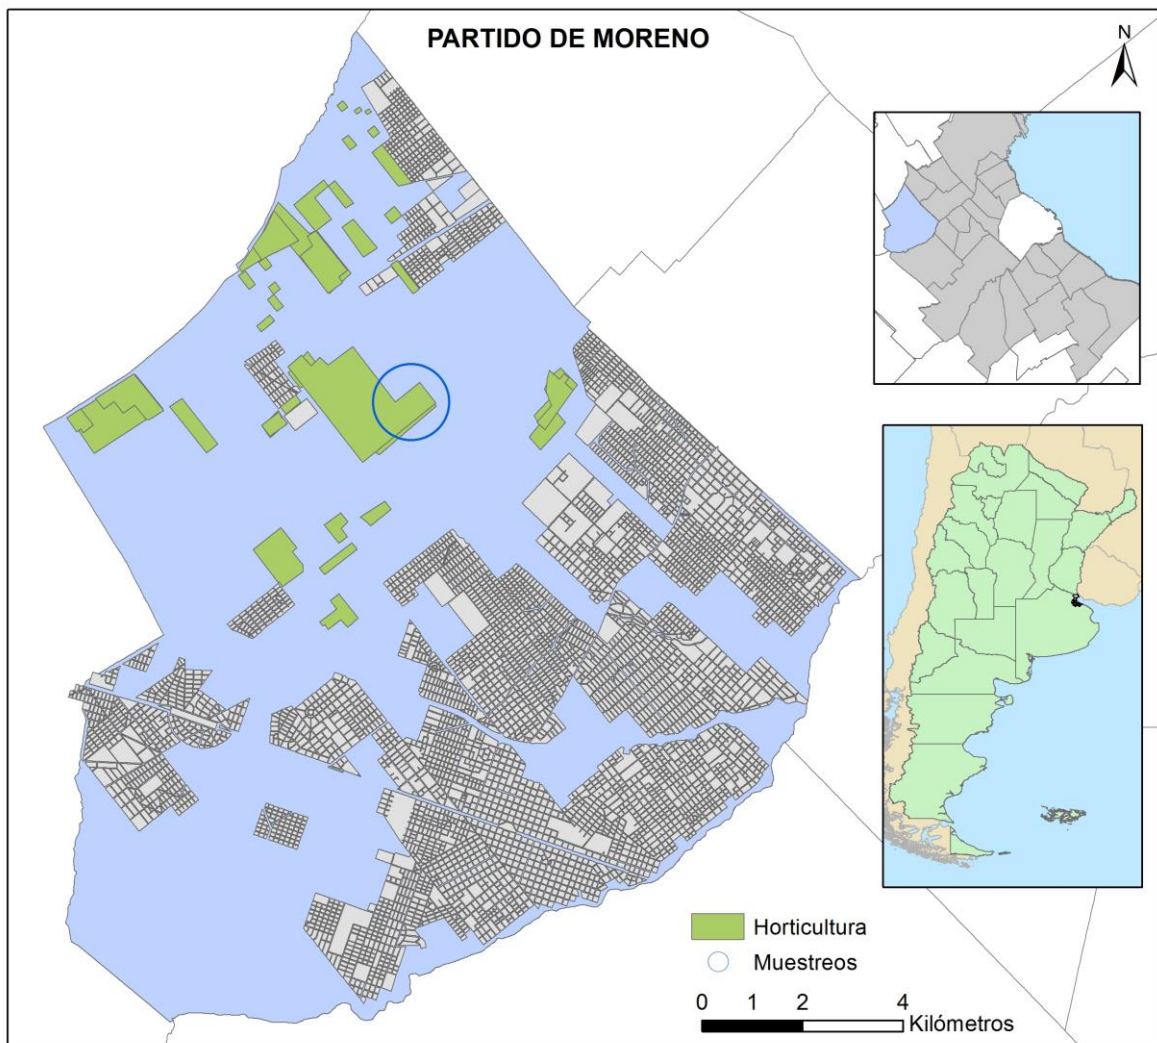 PARTIDO DE MORENO
N
Horticultura
Muestreos
0 1 2 4
Kilómetros